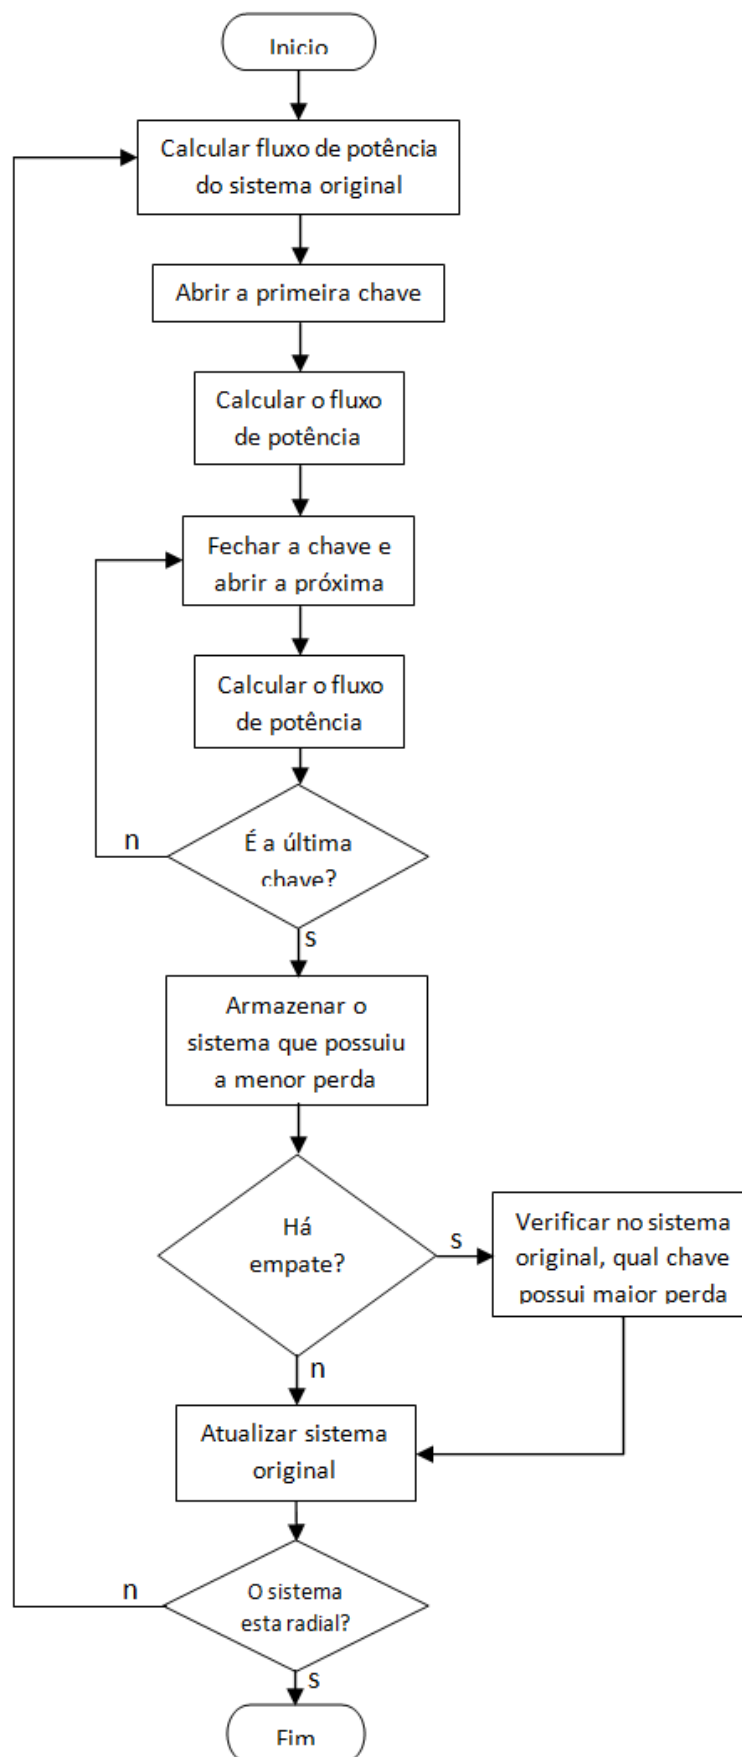 Inicio
Calcular fluxo de potência
do sistema original
Abrir a primeira chave
Calcular o fluxo
de potência
Fechar a chave e
abrir a próxima
Calcular o fluxo
de potência
É a última
chave?
n
s
Armazenar o
sistema que possuiu
a menor perda
Há
empate?
s
Verificar no sistema
original, qual chave
possui maior perda
n
Atualizar sistema
original
O sistema
esta radial?
n
s
Fim